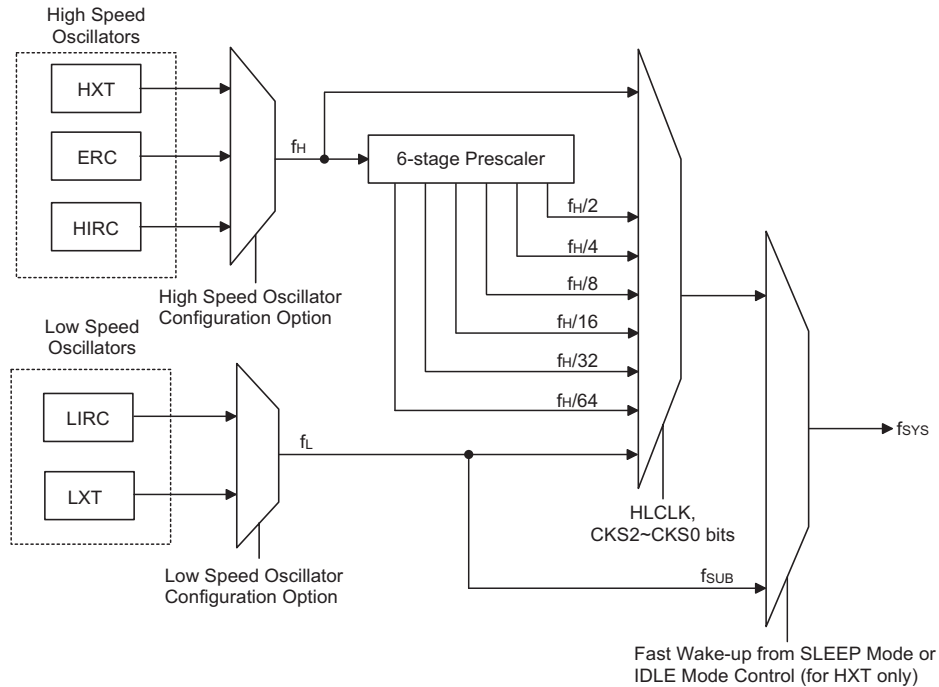 High Speed
Oscillators
HXT
ERC
HIRC
fH
6-stage Prescaler
fH/2
fH/4
fH/8
fH/16
fH/32
fH/64
High Speed Oscillator
Configuration Option
Low Speed
Oscillators
LIRC
LXT
fL
fSYS
HLCLK,
CKS2~CKS0 bits
Low Speed Oscillator
Configuration Option
fSUB
Fast Wake-up from SLEEP Mode or
IDLE Mode Control (for HXT only)